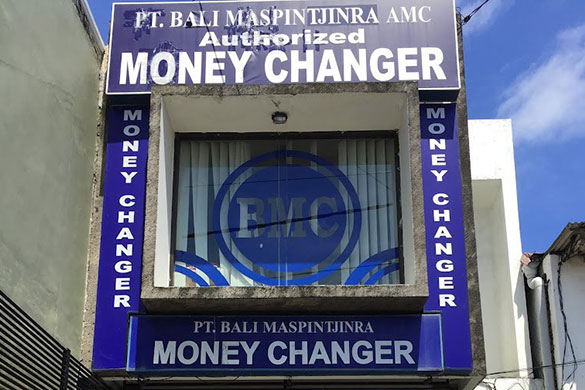 PT. BALI MASPINTJINRA AMC
Authorized
MONEY CHANGER
MONEY CHANGER
MONEY CHANGER
BMC
PT. BALI MASPINTJINRA
MONEY CHANGER